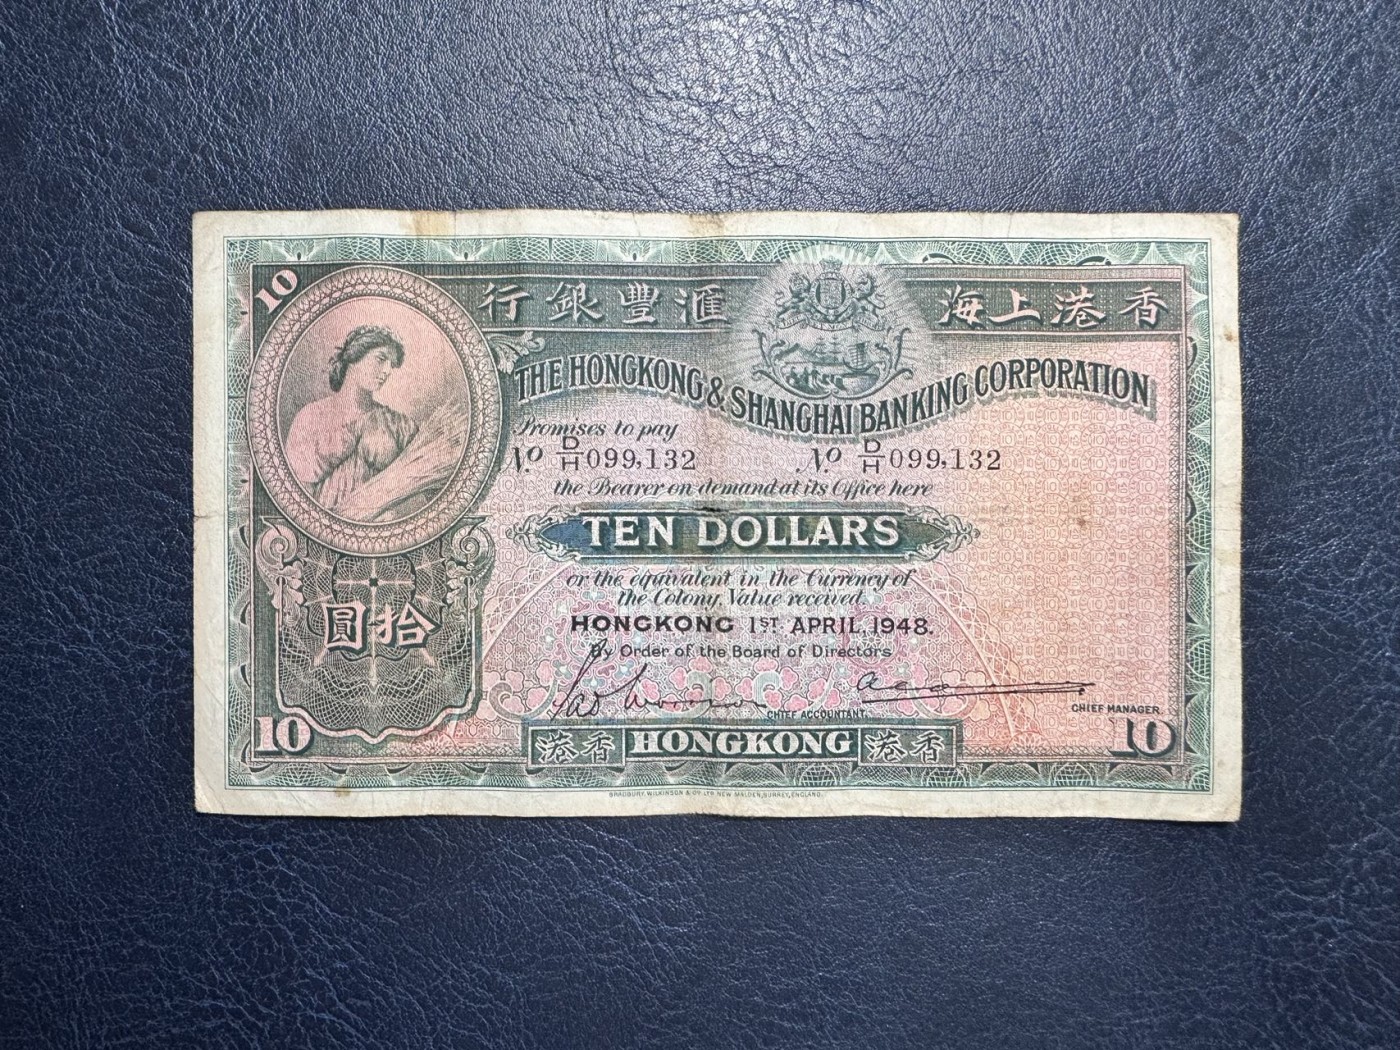 10
行銀豐滙 海上港香
THE HONGKONG & SHANGHAI BANKING CORPORATION
Promises to pay
No. D/H 099,132 No. D/H 099,132
the Bearer on demand at its Office here
TEN DOLLARS
or the equivalent in the Currency of
the Colony, Value received.
圓拾
HONGKONG 1ST APRIL, 1948.
By Order of the Board of Directors
CHIEF ACCOUNTANT. CHIEF MANAGER
10 港香 HONGKONG 港香 10
BRADBURY, WILKINSON & Co. LTD. NEW MALDEN, SURREY, ENGLAND.